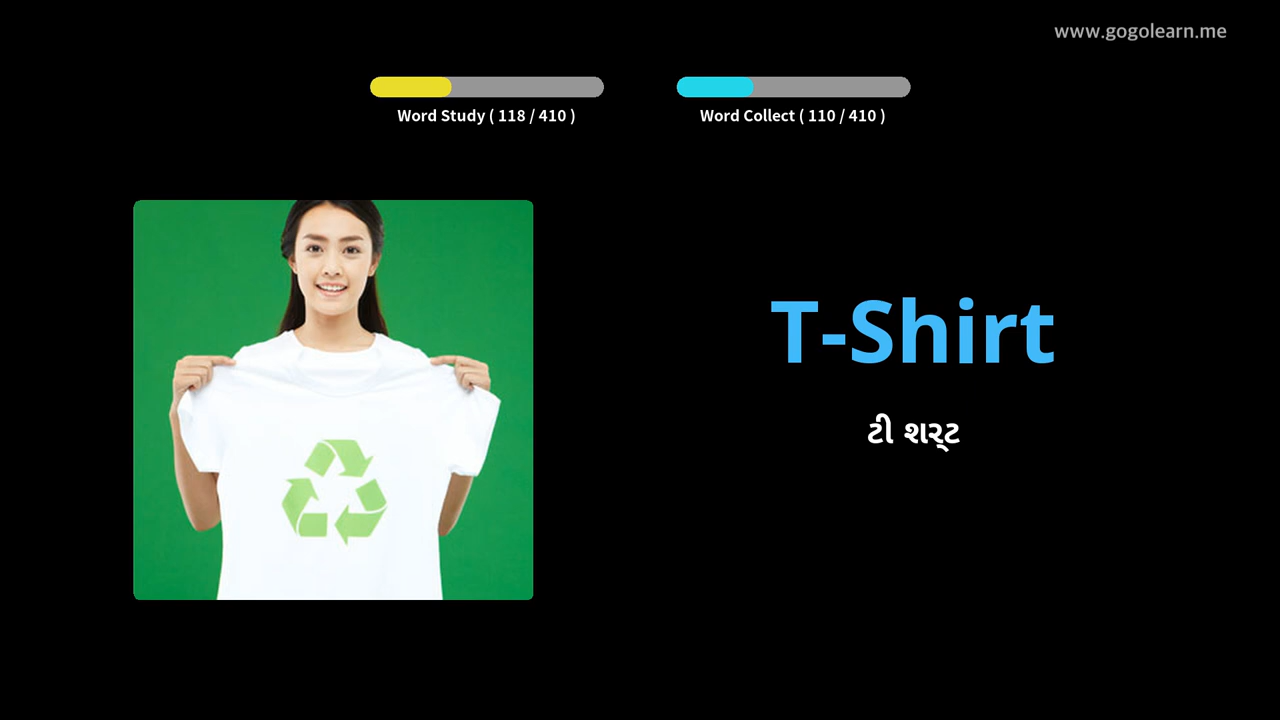 www.gogolearn.me
Word Study ( 118 / 410 )
Word Collect ( 110 / 410 )
T-Shirt
ટી શર્ટ